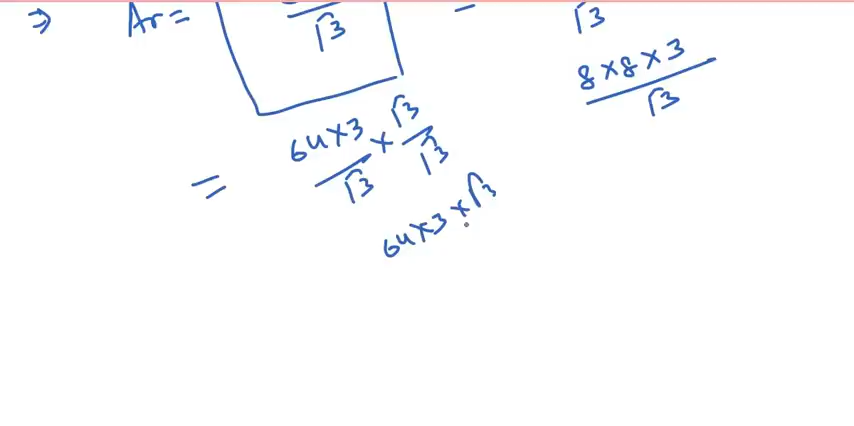 ⇒ Ar = √3 = √3
8×8×3 / √3
= 64×3/√3 × √3/√3
64×3×√3